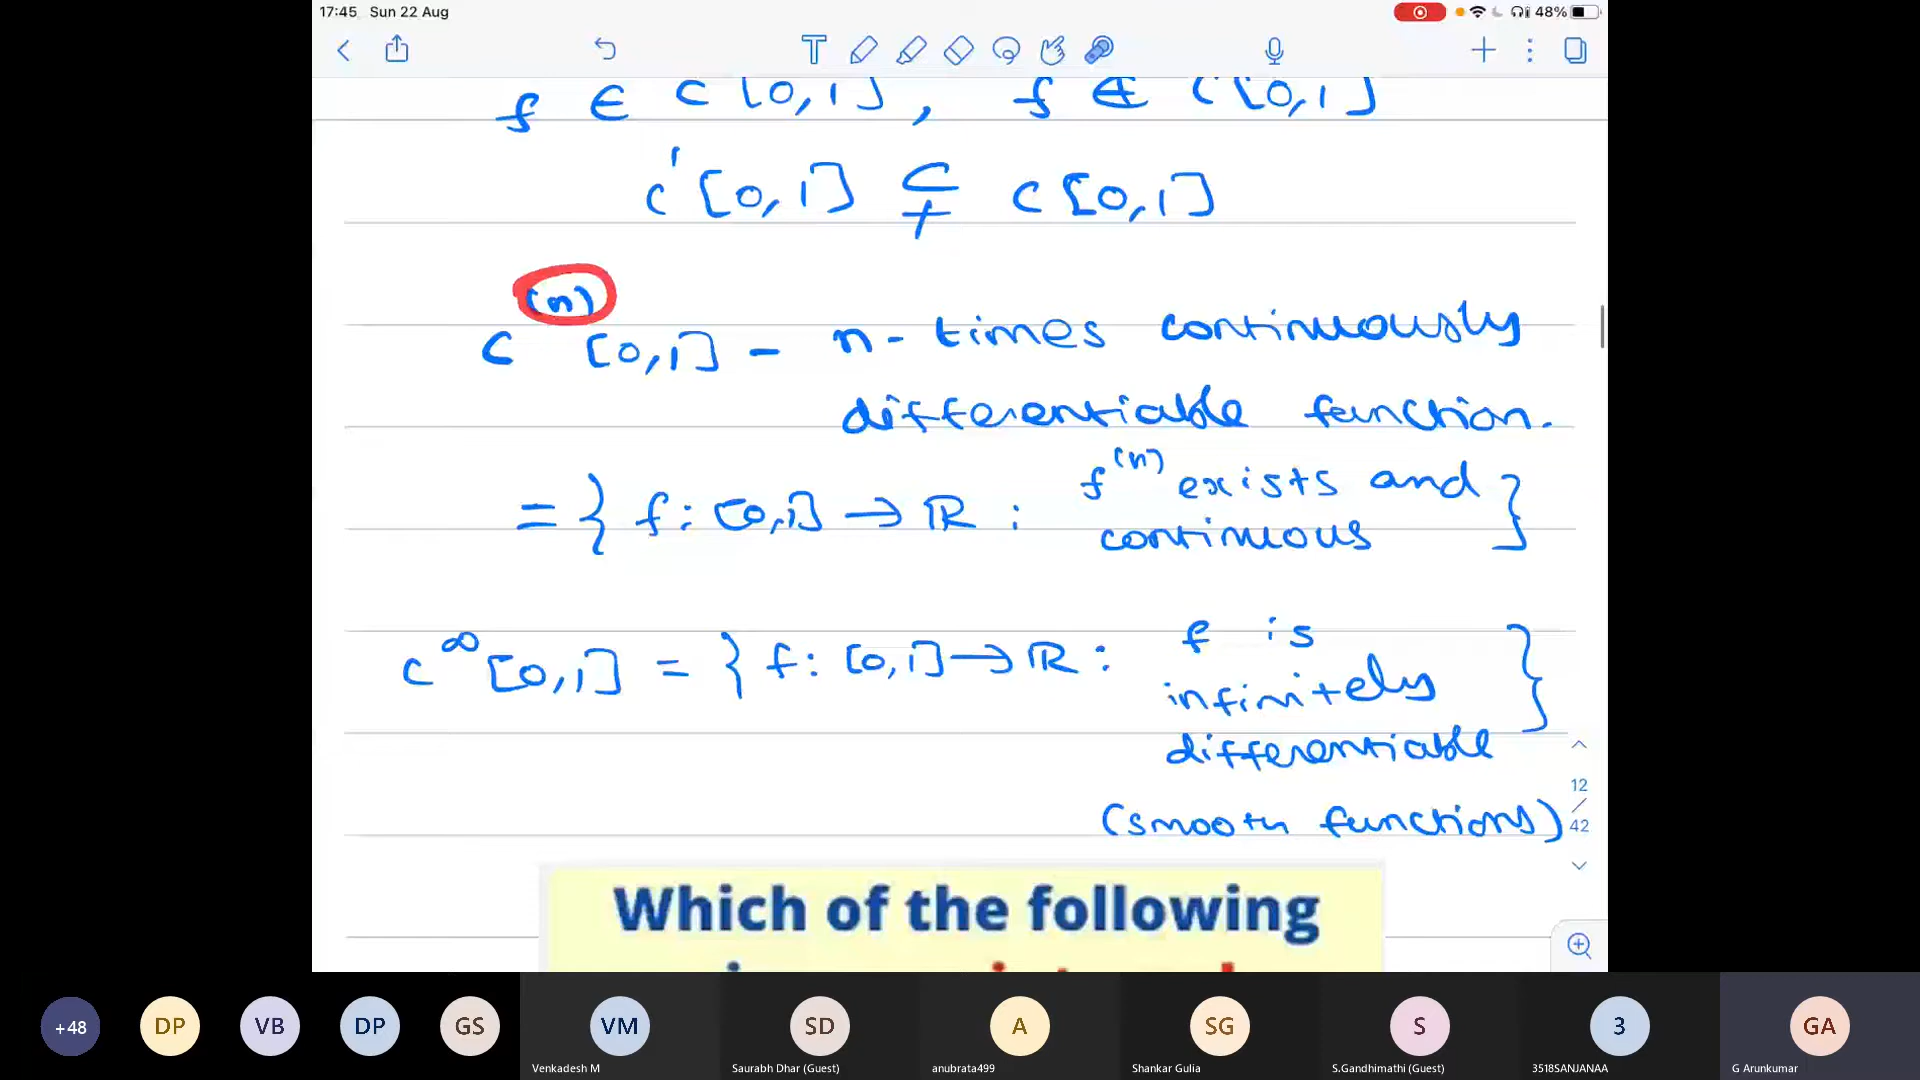 17:45 Sun 22 Aug
48%
f ∈ C[0,1], f ∉ C'[0,1]
C'[0,1] ⊊ C[0,1]
C⁽ⁿ⁾[0,1] - n-times continuously
differentiable function.
= { f: [0,1] → ℝ : f⁽ⁿ⁾ exists and
continuous }
C^∞[0,1] = { f: [0,1] → ℝ : f is
infinitely
differentiable }
(smooth functions)
12
/
42
Which of the following
+48
DP
VB
DP
GS
VM
SD
A
SG
S
3
GA
Venkadesh M
Saurabh Dhar (Guest)
anubrata499
Shankar Gulia
S.Gandhimathi (Guest)
3518SANJANAA
G Arunkumar